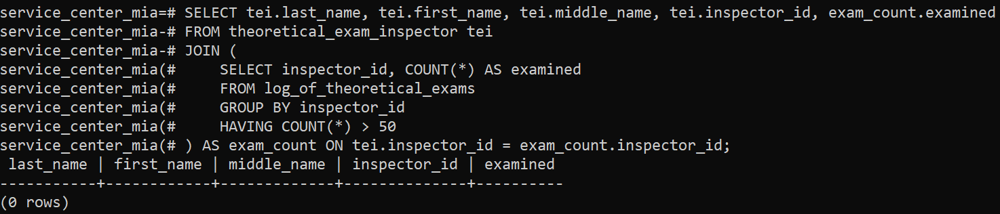 service_center_mia=# SELECT tei.last_name, tei.first_name, tei.middle_name, tei.inspector_id, exam_count.examined
service_center_mia-# FROM theoretical_exam_inspector tei
service_center_mia-# JOIN (
service_center_mia(#     SELECT inspector_id, COUNT(*) AS examined
service_center_mia(#     FROM log_of_theoretical_exams
service_center_mia(#     GROUP BY inspector_id
service_center_mia(#     HAVING COUNT(*) > 50
service_center_mia(# ) AS exam_count ON tei.inspector_id = exam_count.inspector_id;
 last_name | first_name | middle_name | inspector_id | examined
-----------+------------+-------------+--------------+----------
(0 rows)